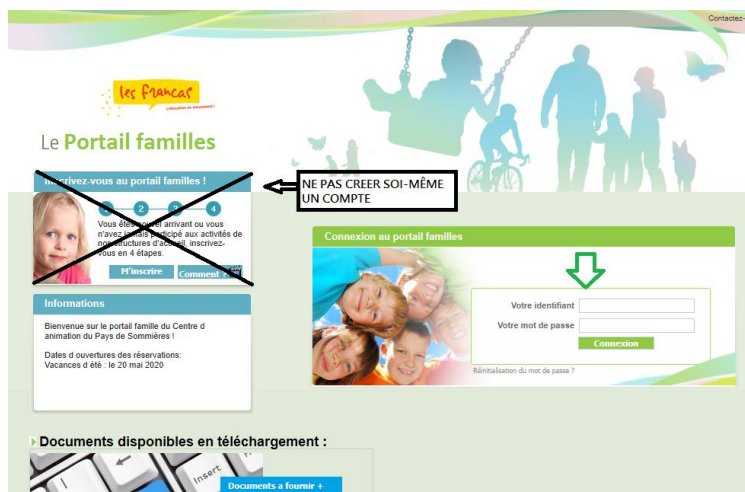 Contactez-
les Francas
L'éducation en mouvement !
Le Portail familles
Inscrivez-vous au portail familles !
1 2 3 4
Vous êtes nouvel arrivant ou vous
n'avez jamais participé aux activités de
nos structures d'accueil, inscrivez-
vous en 4 étapes.
M'inscrire
Comment ?
NE PAS CREER SOI-MÊME
UN COMPTE
Connexion au portail familles
Votre identifiant
Votre mot de passe
Connexion
Réinitialisation du mot de passe ?
Informations
Bienvenue sur le portail famille du Centre d
animation du Pays de Sommières !
Dates d ouvertures des réservations:
Vacances d été : le 20 mai 2020
Documents disponibles en téléchargement :
Insert
Documents a fournir +